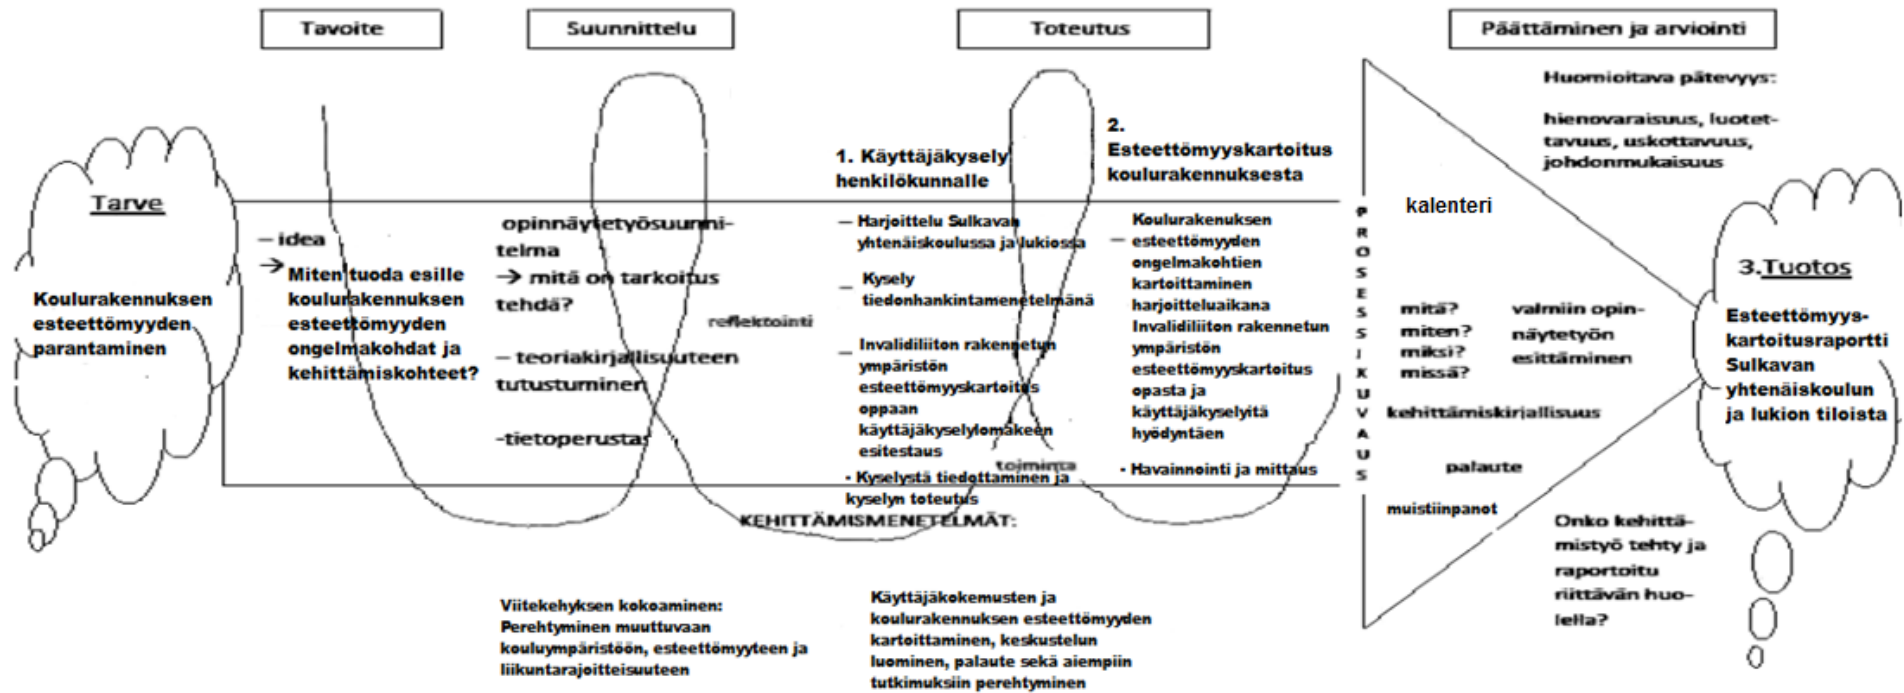 Tavoite
Suunnittelu
Toteutus
Päättäminen ja arviointi
Tarve
Koulurakennuksen
esteettömyyden
parantaminen
– idea
→ Miten tuoda esille
koulurakennuksen
esteettömyyden
ongelmakohdat ja
kehittämiskohteet?
opinnäytetyösuunni-
telma
→ mitä on tarkoitus
tehdä?
– teoriakirjallisuuteen
tutustuminen
-tietoperusta
reflektointi
1. Käyttäjäkysely
henkilökunnalle
– Harjoittelu Sulkavan
yhtenäiskoulussa ja lukiossa
– Kysely
tiedonhankintamenetelmänä
– Invalidiliiton rakennetun
ympäristön
esteettömyyskartoitus
oppaan
käyttäjäkyselylomakeen
esitestaus
- Kyselystä tiedottaminen ja
kyselyn toteutus
toiminta
2.
Esteettömyyskartoitus
koulurakennuksesta
Koulurakenuksen
– esteettömyyden
ongelmakohtien
kartoittaminen
harjoitteluaikana
Invalidiliiton rakennetun
ympäristön
esteettömyyskartoitus
opasta ja
käyttäjäkyselyitä
hyödyntäen
- Havainnointi ja mittaus
KEHITTÄMISMENETELMÄT:
Viitekehyksen kokoaminen:
Perehtyminen muuttuvaan
kouluympäristöön, esteettömyyteen ja
liikuntarajoitteisuuteen
Käyttäjäkokemusten ja
koulurakennuksen esteettömyyden
kartoittaminen, keskustelun
luominen, palaute sekä aiempiin
tutkimuksiin perehtyminen
PROSESSIKUVAUS
Huomioitava pätevyys:
hienovaraisuus, luotet-
tavuus, uskottavuus,
johdonmukaisuus
kalenteri
mitä?
miten?
miksi?
missä?
valmiin opin-
näytetyön
esittäminen
kehittämiskirjallisuus
palaute
muistiinpanot
Onko kehittä-
mistyö tehty ja
raportoitu
riittävän huo-
lella?
3.Tuotos
Esteettömyys-
kartoitusraportti
Sulkavan
yhtenäiskoulun
ja lukion tiloista